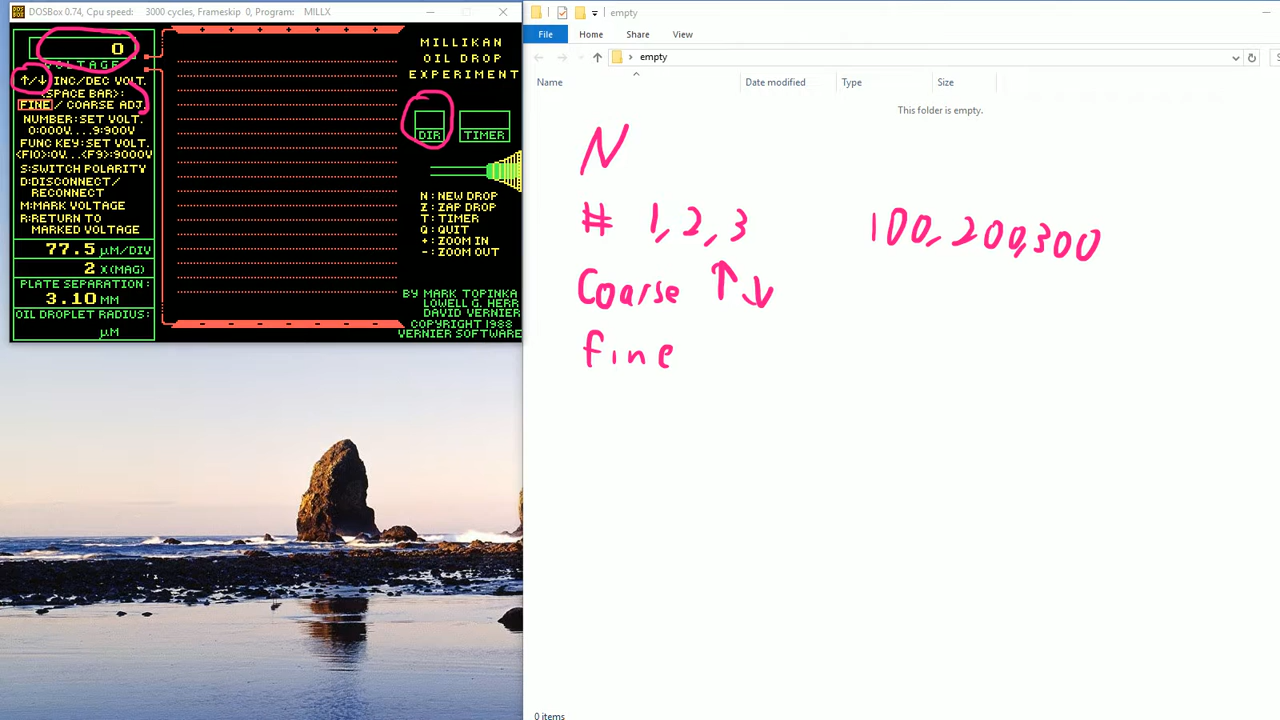 DOSBox 0.74, Cpu speed: 3000 cycles, Frameskip 0, Program: MILLX
0
VOLTAGE
↑/↓ INC/DEC VOLT.
<SPACE BAR>:
FINE / COARSE ADJ.
NUMBER:SET VOLT.
0:000V...9:900V
FUNC KEY:SET VOLT.
<F10>0V...<F9>:9000V
S:SWITCH POLARITY
D:DISCONNECT/
RECONNECT
M:MARK VOLTAGE
R:RETURN TO
MARKED VOLTAGE
77.5 µM/DIV
2 X(MAG)
PLATE SEPARATION:
3.10 MM
OIL DROPLET RADIUS:
µM
MILLIKAN
OIL DROP
EXPERIMENT
DIR
TIMER
N: NEW DROP
Z: ZAP DROP
T: TIMER
Q: QUIT
+: ZOOM IN
-: ZOOM OUT
BY MARK TOPINKA
LOWELL G. HERR
DAVID VERNIER
COPYRIGHT 1988
VERNIER SOFTWARE
empty
File
Home
Share
View
empty
Name
Date modified
Type
Size
This folder is empty.
N
# 1, 2, 3 100, 200, 300
Coarse ↑ ↓
fine
0 items